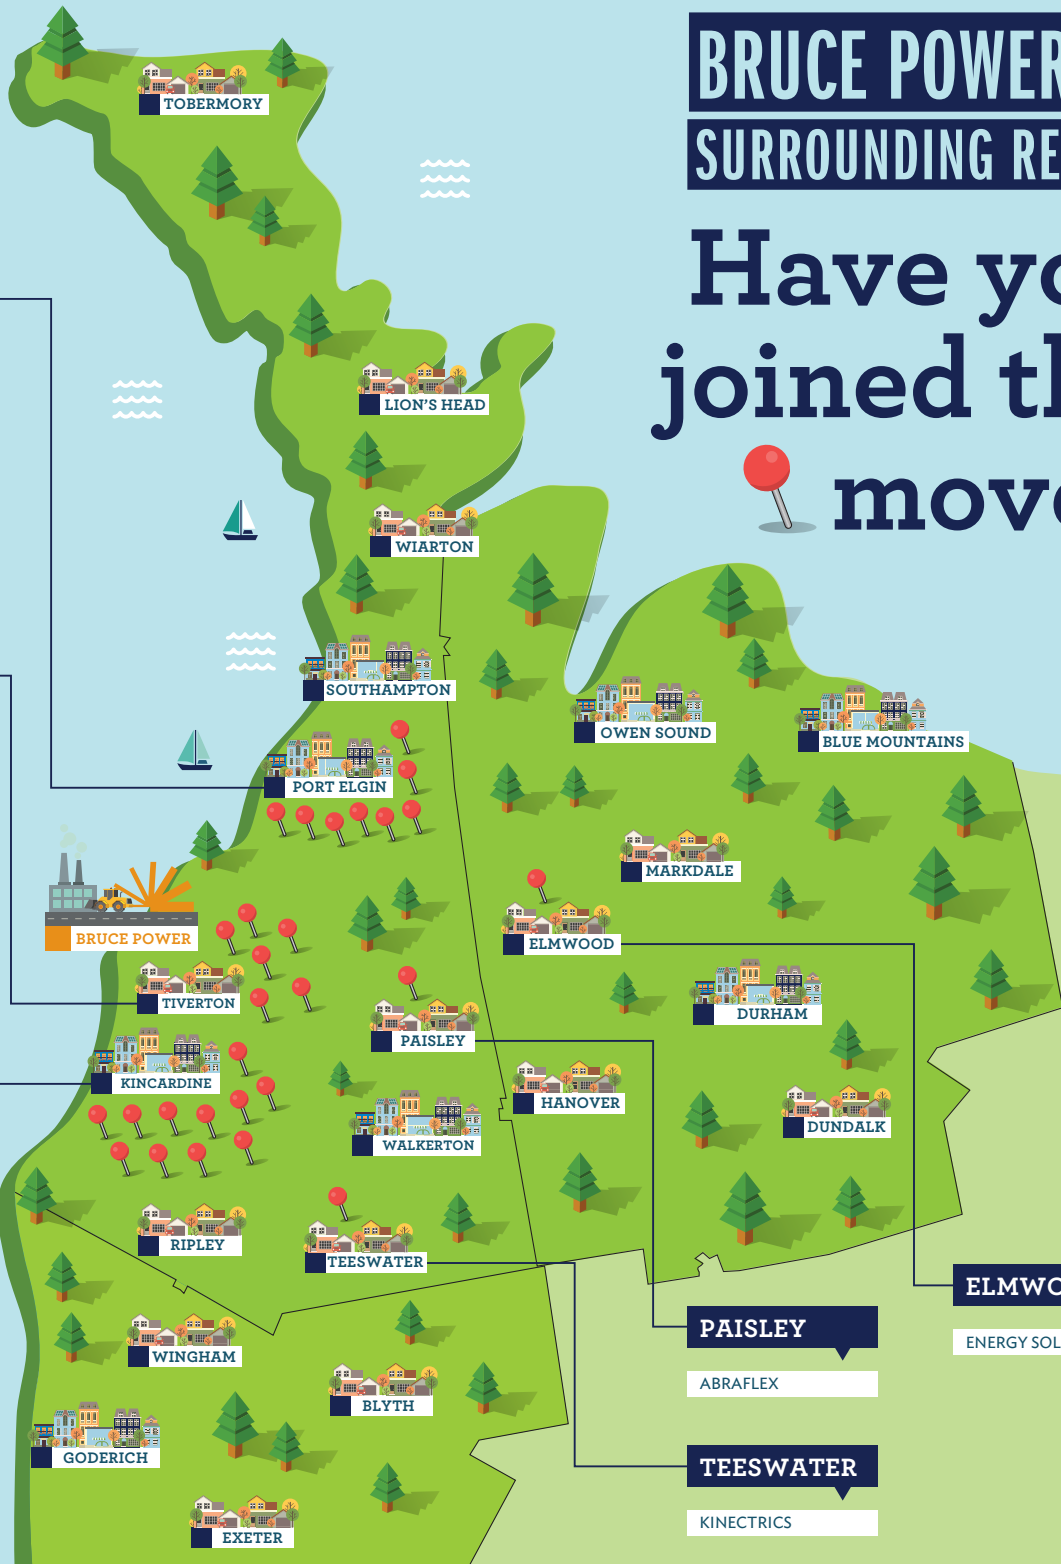 BRUCE POWER
SURROUNDING RE
Have yo
joined th
move
TOBERMORY
LION'S HEAD
WIARTON
SOUTHAMPTON
OWEN SOUND
BLUE MOUNTAINS
PORT ELGIN
MARKDALE
BRUCE POWER
ELMWOOD
TIVERTON
DURHAM
PAISLEY
KINCARDINE
HANOVER
DUNDALK
WALKERTON
RIPLEY
TEESWATER
ELMWO
ENERGY SOL
PAISLEY
ABRAFLEX
WINGHAM
BLYTH
GODERICH
TEESWATER
KINECTRICS
EXETER